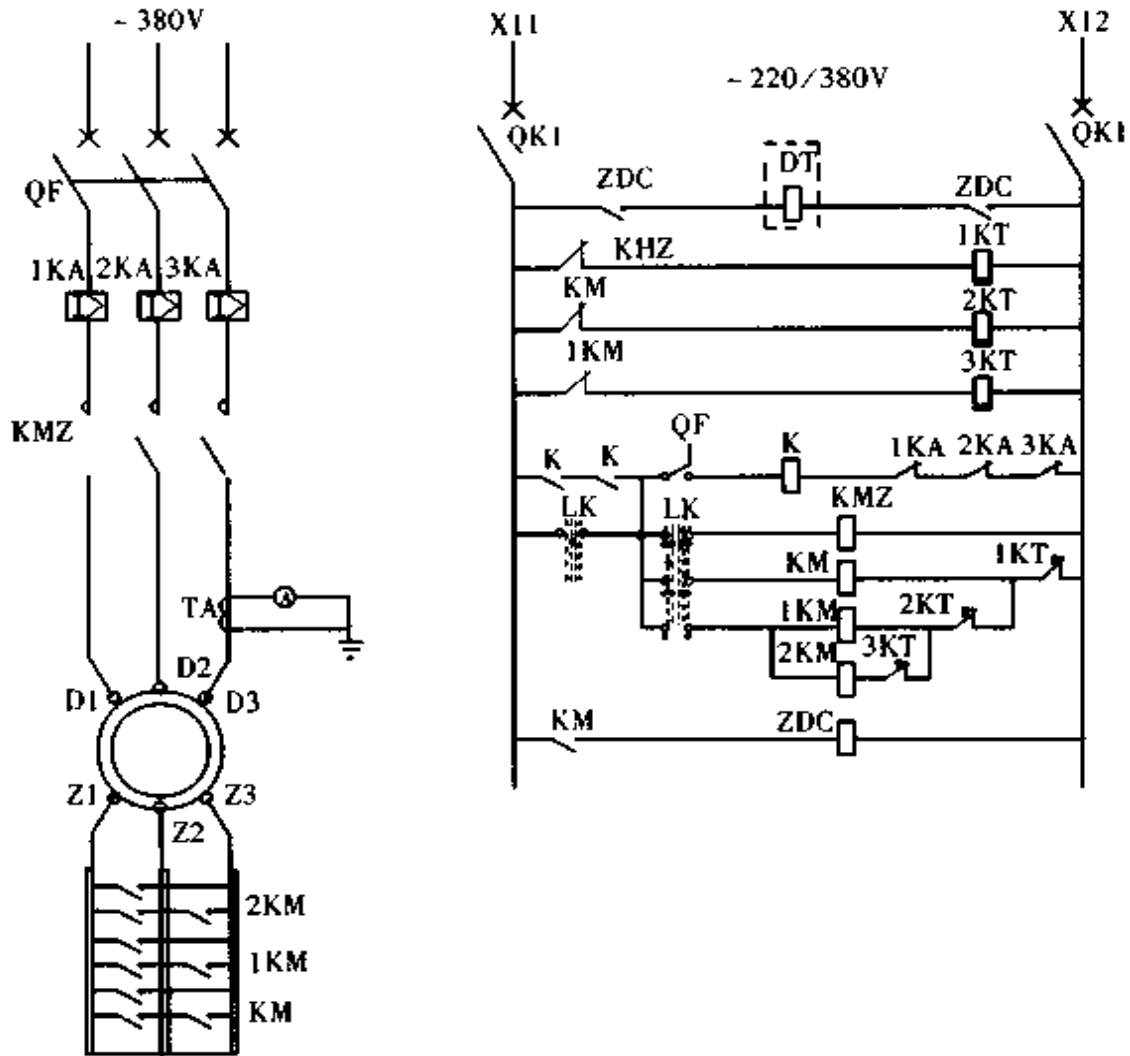 ~ 380V
QF
1KA 2KA 3KA
KMZ
TA
A
D1
D2
D3
Z1
Z2
Z3
2KM
1KM
KM
X11
X12
~ 220/380V
QK1
QK1
ZDC
DT
ZDC
KHZ
1KT
KM
2KT
1KM
3KT
QF
K
K
K
1KA
2KA
3KA
LK
LK
KMZ
KM
1KT
1KM
2KT
2KM
3KT
KM
ZDC